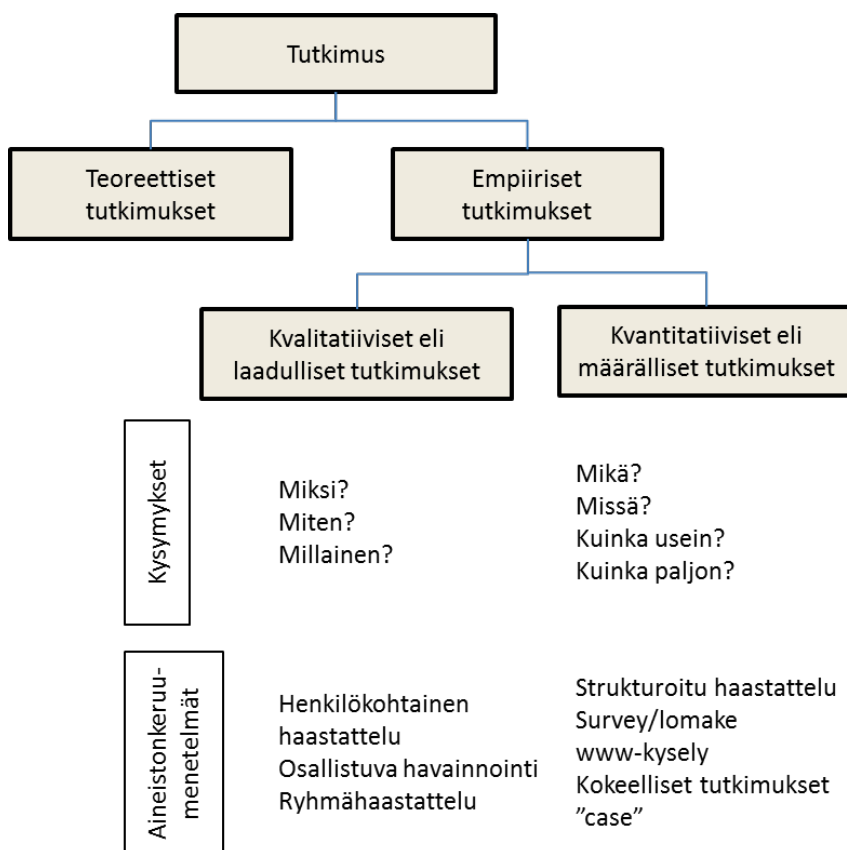 Tutkimus
Teoreettiset
tutkimukset
Empiiriset
tutkimukset
Kvalitatiiviset eli
laadulliset tutkimukset
Kvantitatiiviset eli
määrälliset tutkimukset
Kysymykset
Miksi?
Miten?
Millainen?
Mikä?
Missä?
Kuinka usein?
Kuinka paljon?
Aineistonkeruu-
menetelmät
Henkilökohtainen
haastattelu
Osallistuva havainnointi
Ryhmähaastattelu
Strukturoitu haastattelu
Survey/lomake
www-kysely
Kokeelliset tutkimukset
”case”